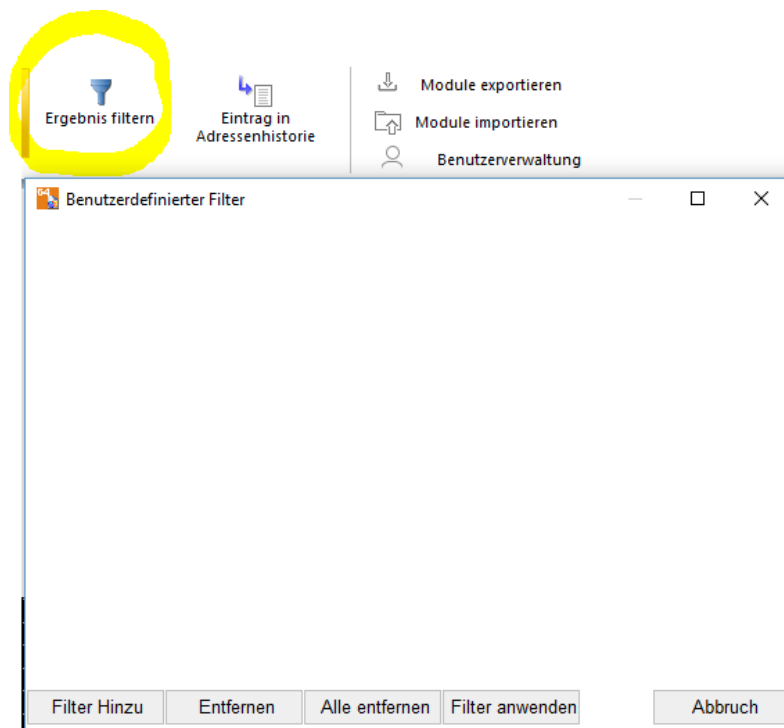 Ergebnis filtern
Eintrag in
Adressenhistorie
Module exportieren
Module importieren
Benutzerverwaltung
64
Benutzerdefinierter Filter
Filter Hinzu
Entfernen
Alle entfernen
Filter anwenden
Abbruch